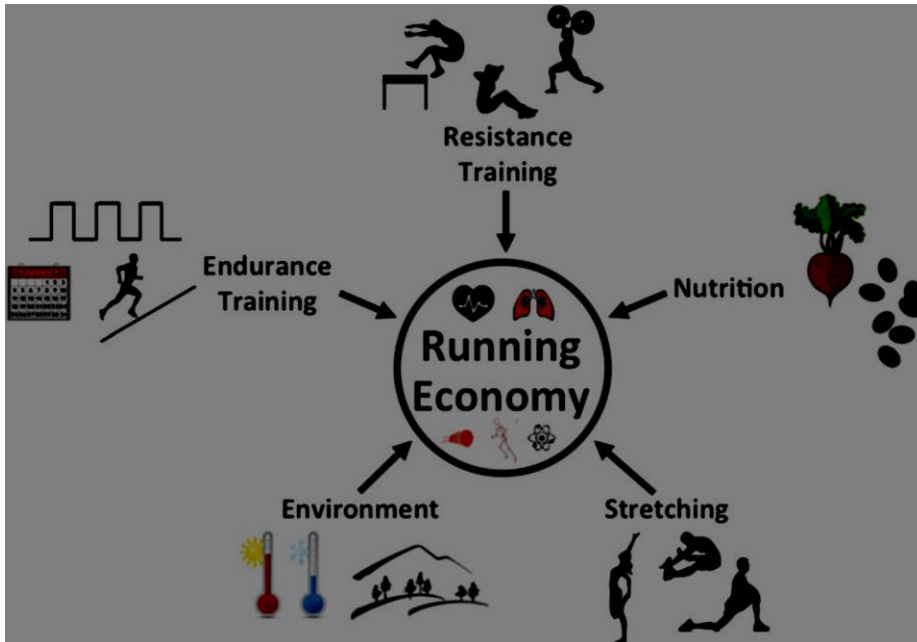 Resistance
Training
Endurance
Training
Nutrition
Running
Economy
Environment
Stretching